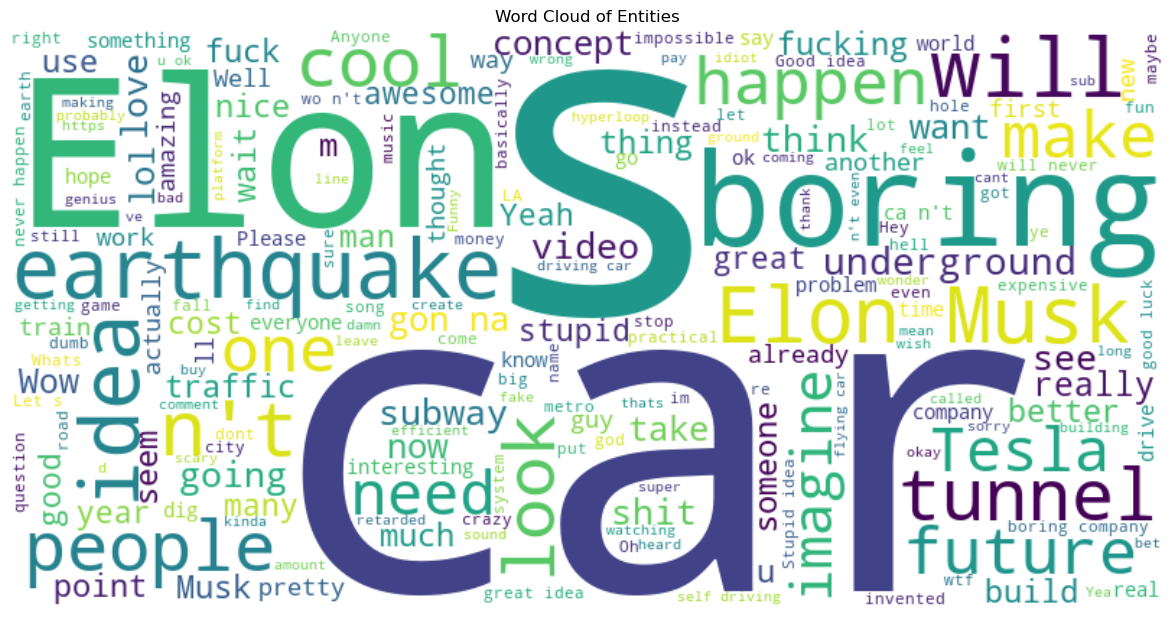 Word Cloud of Entities
right
something
u ok
fuck
Anyone
cool
concept
impossible
say
fucking
world
maybe
use
Well
way
wrong
pay
idiot
Good idea
happen
will
sub
new
earth
making
probably
https
lol love
amazing
nice
wo n't
awesome
Elon
S
hyperloop
let
thing
instead
ground
think
lot
hole
first
fun
want
make
never happen
hope
genius
bad
ve
platform
wait
m
line
music
thought
Funny
basically
LA
Yeah
go
ok
coming
another
feel
will never
cant
got
thank
n't even
ca n't
Hey
hell
ye
boring
still
work
Please
sure
man
money
video
driving car
great
underground
problem
wonder
even
expensive
earthquake
getting
game
fall
find
song
create
train
actually
cost
everyone
damn
gon na
come
leave
stupid
stop
practical
Elon Musk
time
mean
wish
good luck
dumb
Whats
ll
one
know
name
already
see
long
Wow
Let s
buy
traffic
big
fake
re
really
idea
comment
n't
subway
metro
thats
im
guy
someone
imagine
flying car
company
called
better
sorry
building
drive
question
road
seem
dont
city
efficient
now
put
god
take
okay
Tesla
good
d
scary
going
interesting
look
system
car
need
super
shit
stupid idea
tunnel
year
dig
many
kinda
retarded
much
crazy
sound
watching
Oh
heard
boring company
bet
people
future
wtf
point
Musk
pretty
amount
great idea
self driving
u
invented
build
Yea
real